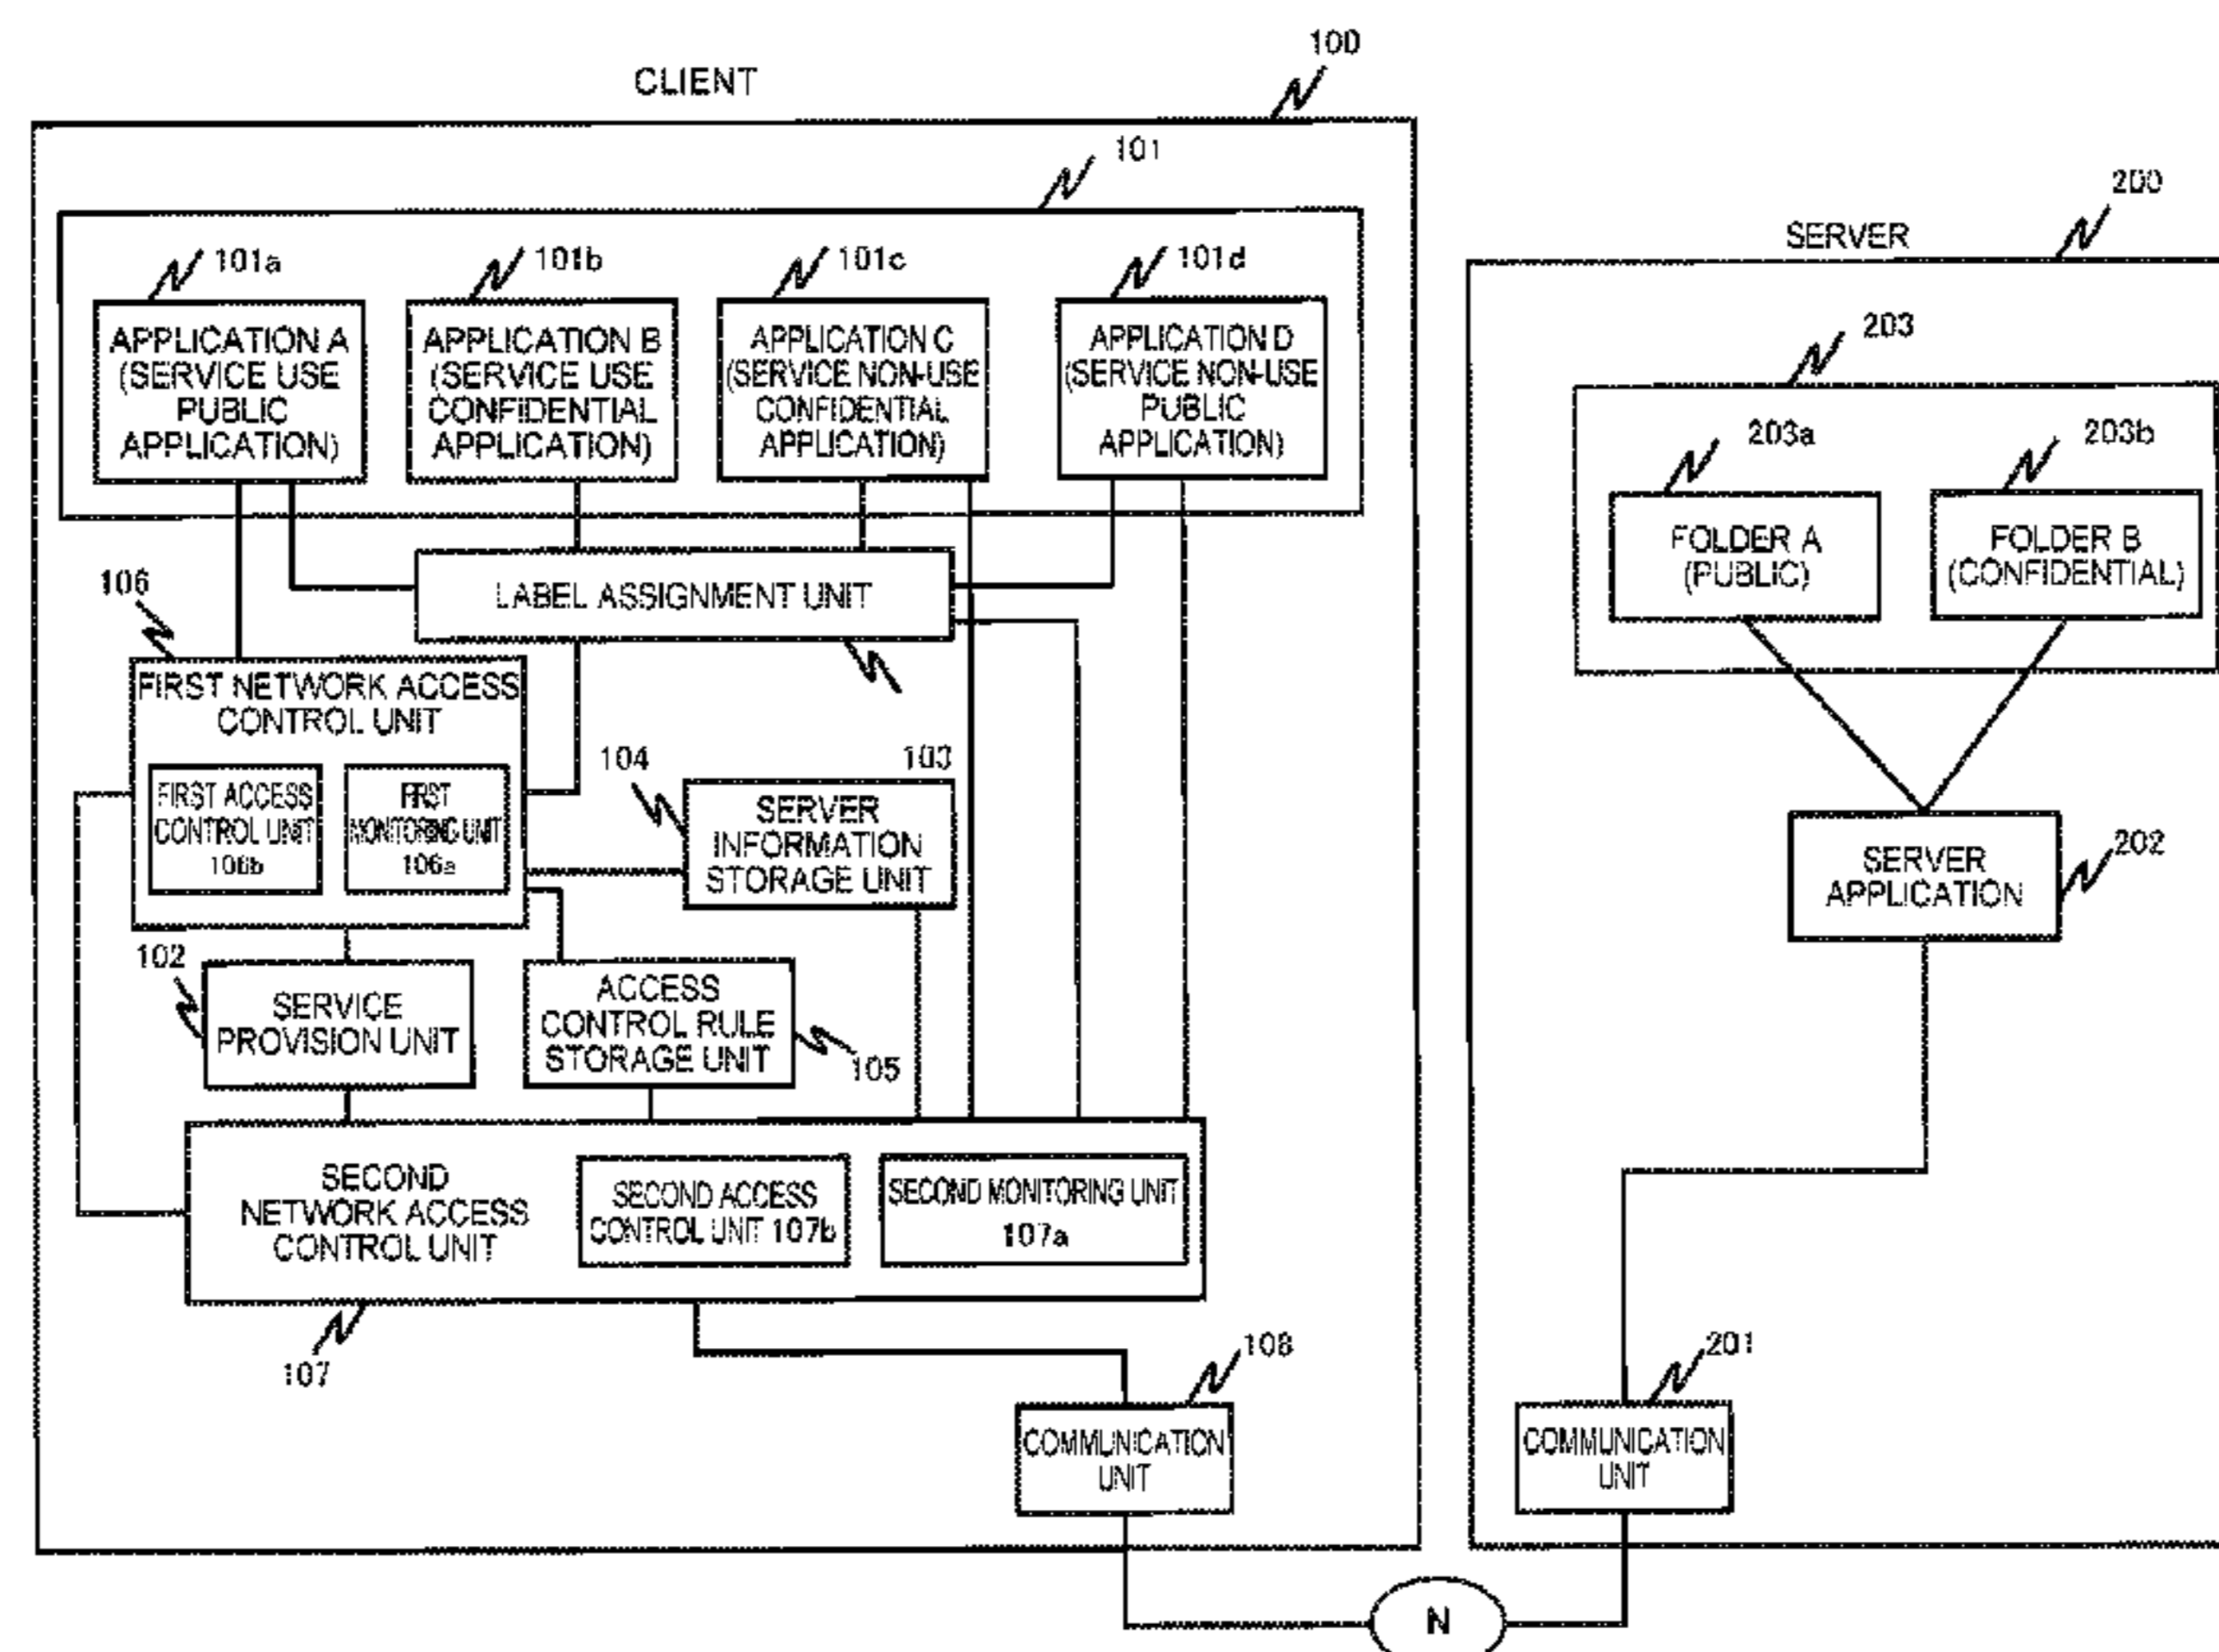 100
CLIENT
101
200
SERVER
101a
101b
101c
101d
APPLICATION A
(SERVICE USE
PUBLIC
APPLICATION)
APPLICATION B
(SERVICE USE
CONFIDENTIAL
APPLICATION)
APPLICATION C
(SERVICE NON-USE
CONFIDENTIAL
APPLICATION)
APPLICATION D
(SERVICE NON-USE
PUBLIC
APPLICATION)
203
203a
203b
FOLDER A
(PUBLIC)
FOLDER B
(CONFIDENTIAL)
LABEL ASSIGNMENT UNIT
106
FIRST NETWORK ACCESS
CONTROL UNIT
FIRST ACCESS
CONTROL UNIT
106b
FIRST
MONITORING UNIT
106a
104
103
SERVER
INFORMATION
STORAGE UNIT
SERVER
APPLICATION
202
102
SERVICE
PROVISION UNIT
ACCESS
CONTROL RULE
STORAGE UNIT
105
SECOND
NETWORK ACCESS
CONTROL UNIT
SECOND ACCESS
CONTROL UNIT 107b
SECOND MONITORING UNIT
107a
107
108
201
COMMUNICATION
UNIT
COMMUNICATION
UNIT
N